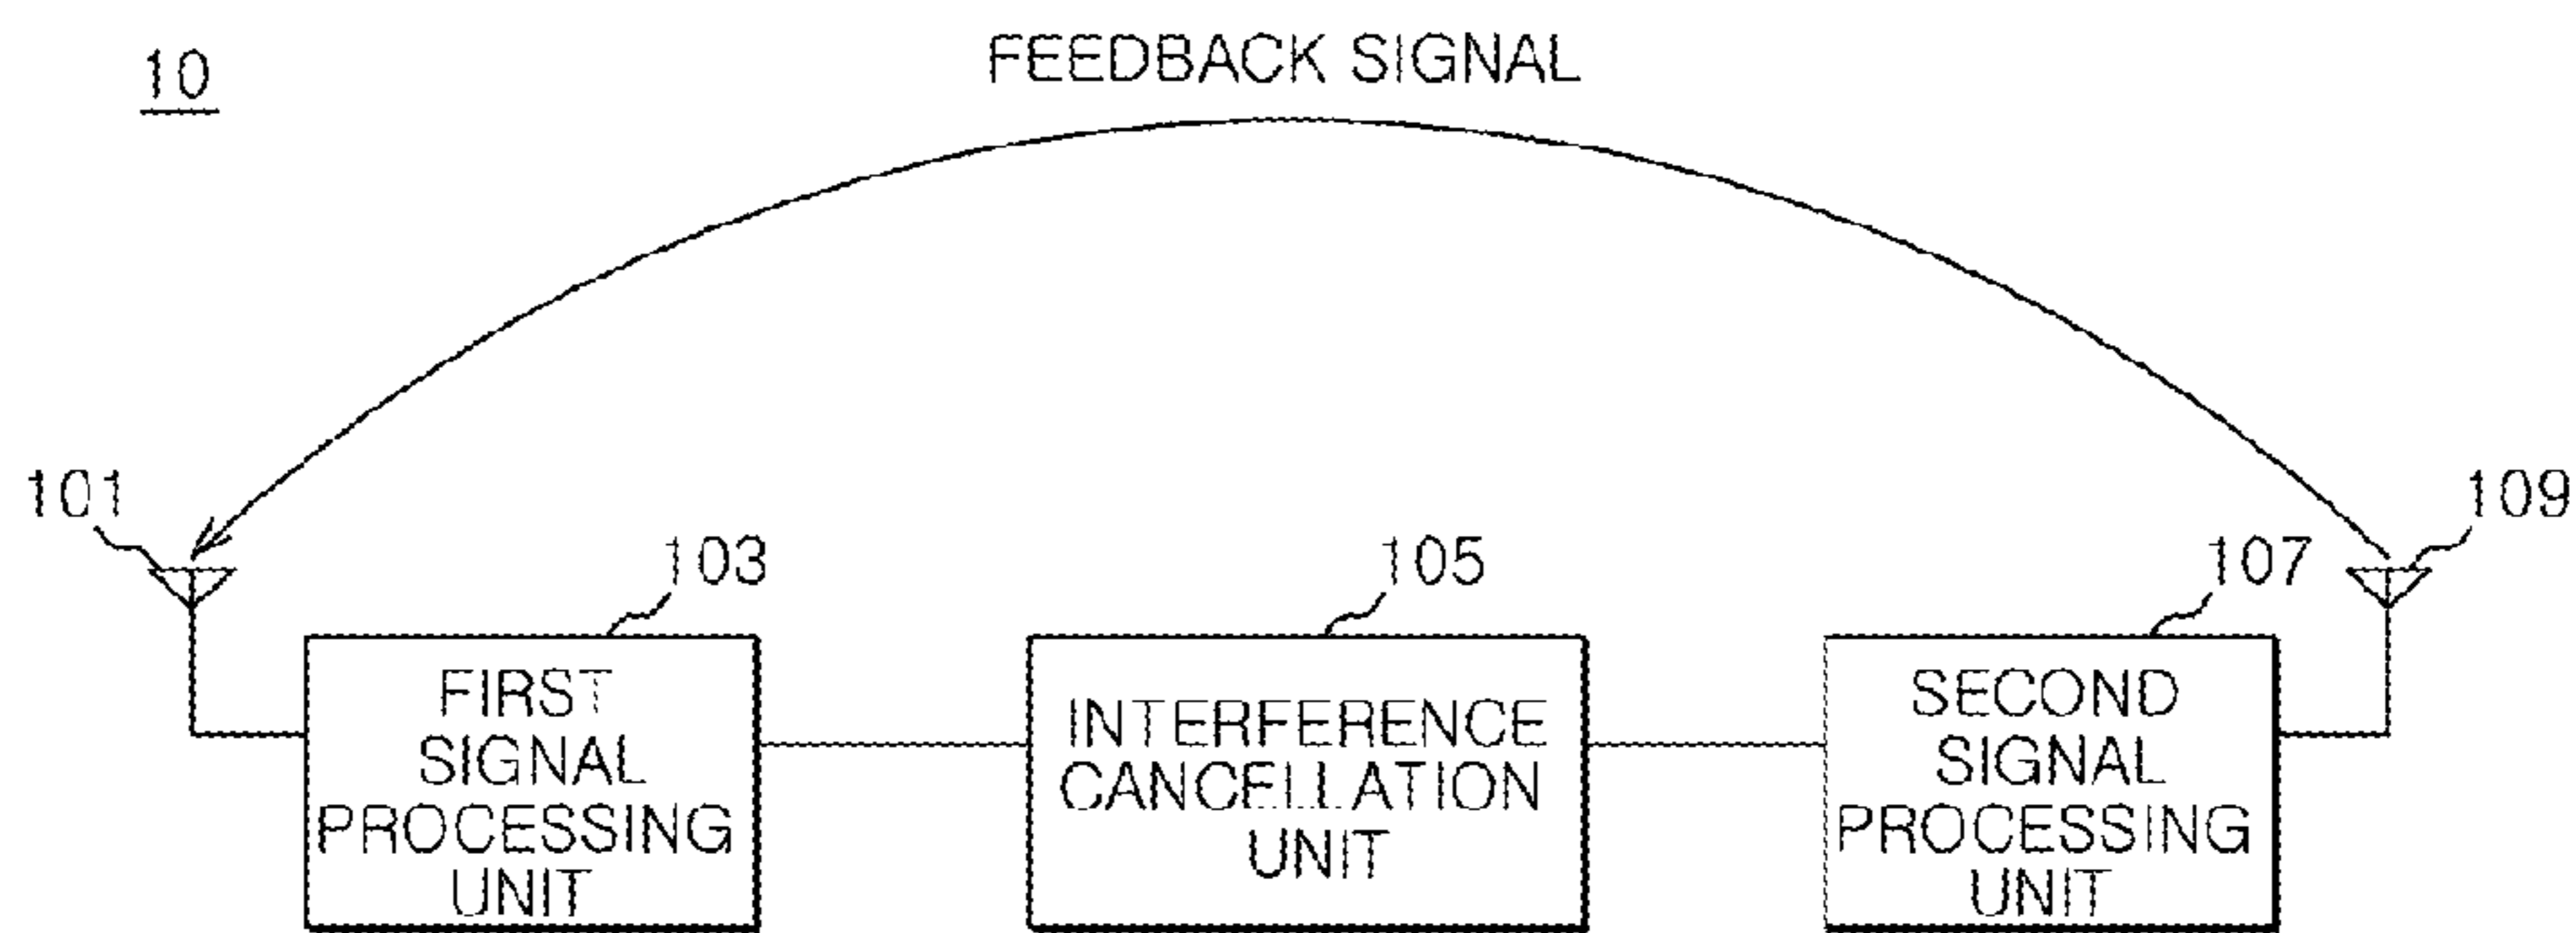 10
FEEDBACK SIGNAL
101
109
103
105
107
FIRST
SIGNAL
PROCESSING
UNIT
INTERFERENCE
CANCELLATION
UNIT
SECOND
SIGNAL
PROCESSING
UNIT